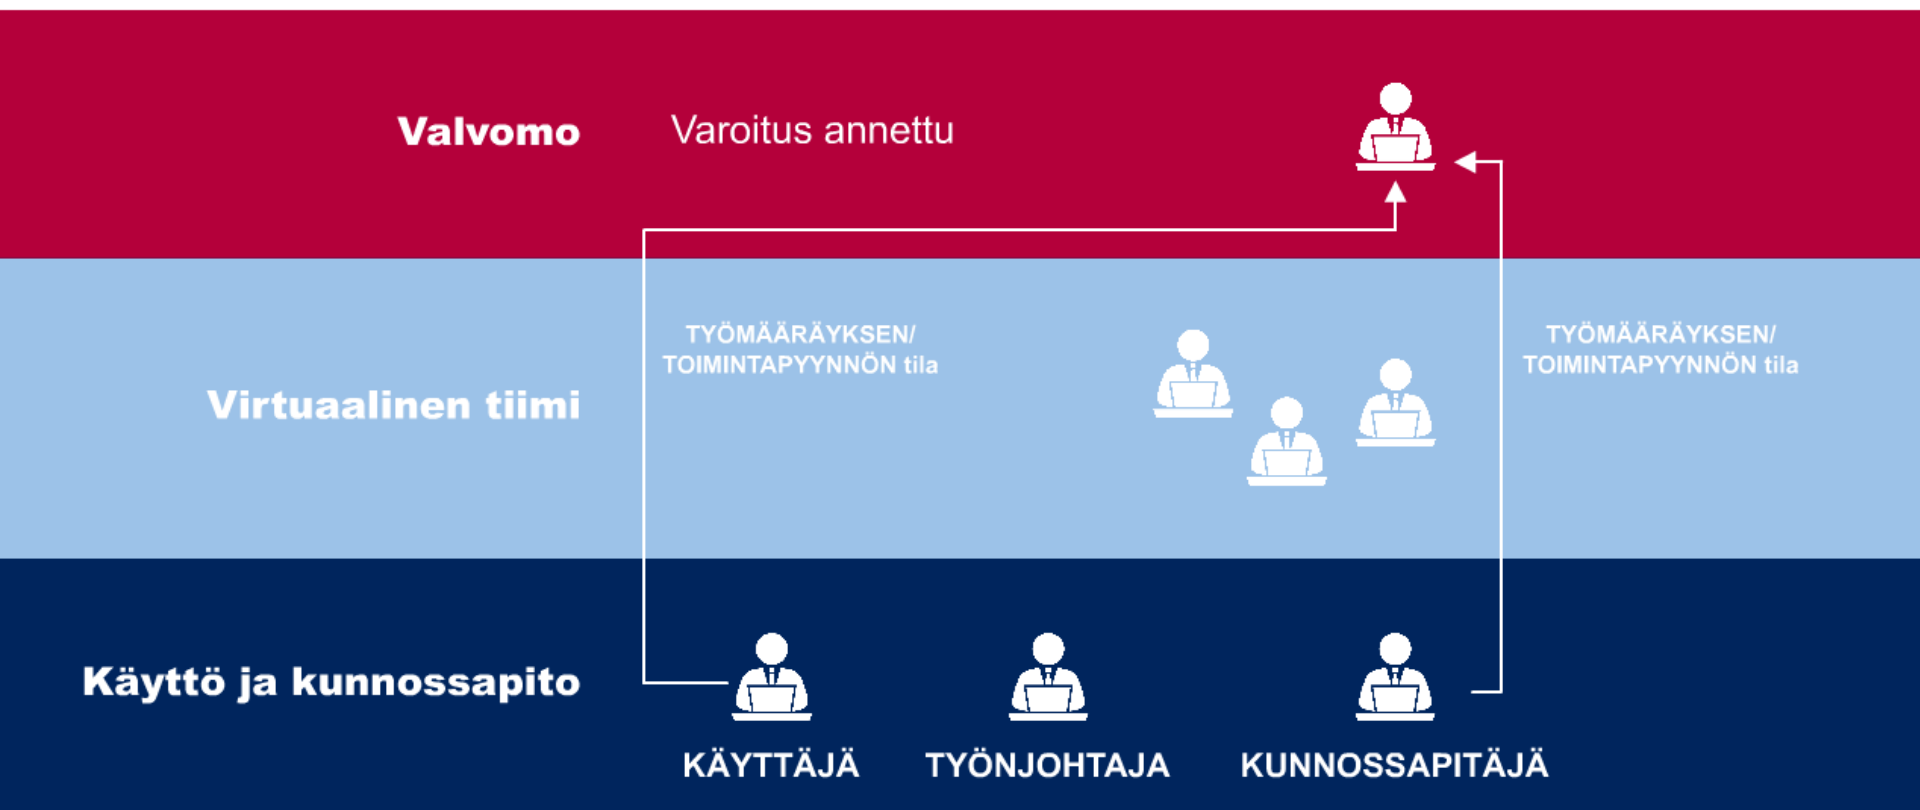 Valvomo
Varoitus annettu
TYÖMÄÄRÄYKSEN/
TOIMINTAPYYNNÖN tila
TYÖMÄÄRÄYKSEN/
TOIMINTAPYYNNÖN tila
Virtuaalinen tiimi
Käyttö ja kunnossapito
KÄYTTÄJÄ
TYÖNJOHTAJA
KUNNOSSAPITÄJÄ